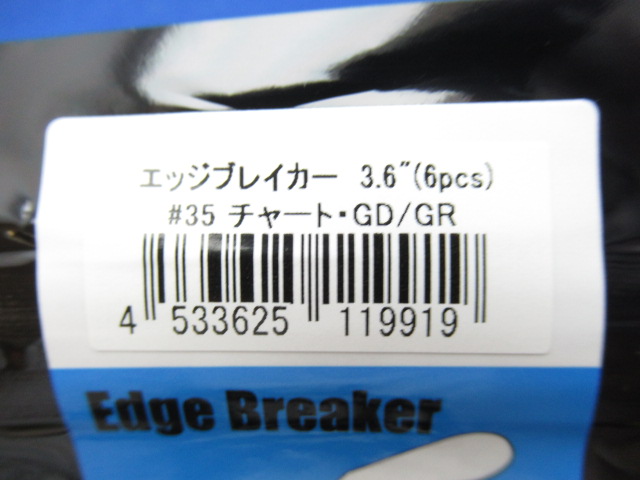 エッジブレイカー 3.6"(6pcs)
#35 チャート・GD/GR
4 533625 119919
Edge Breaker